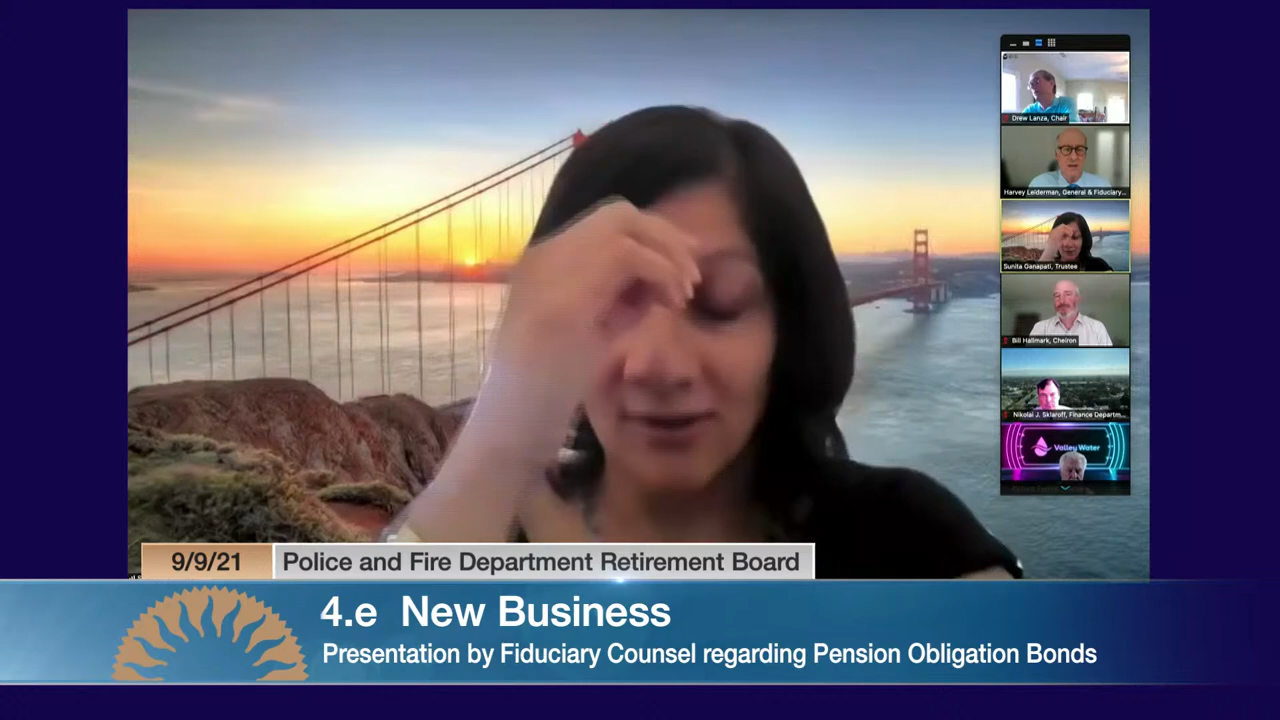 Drew Lanza, Chair
Harvey Leiderman, General & Fiduciary...
Sunita Ganapati, Trustee
Bill Hallmark, Cheiron
Nikolai J. Sklaroff, Finance Departm...
Valley Water
9/9/21
Police and Fire Department Retirement Board
4.e New Business
Presentation by Fiduciary Counsel regarding Pension Obligation Bonds